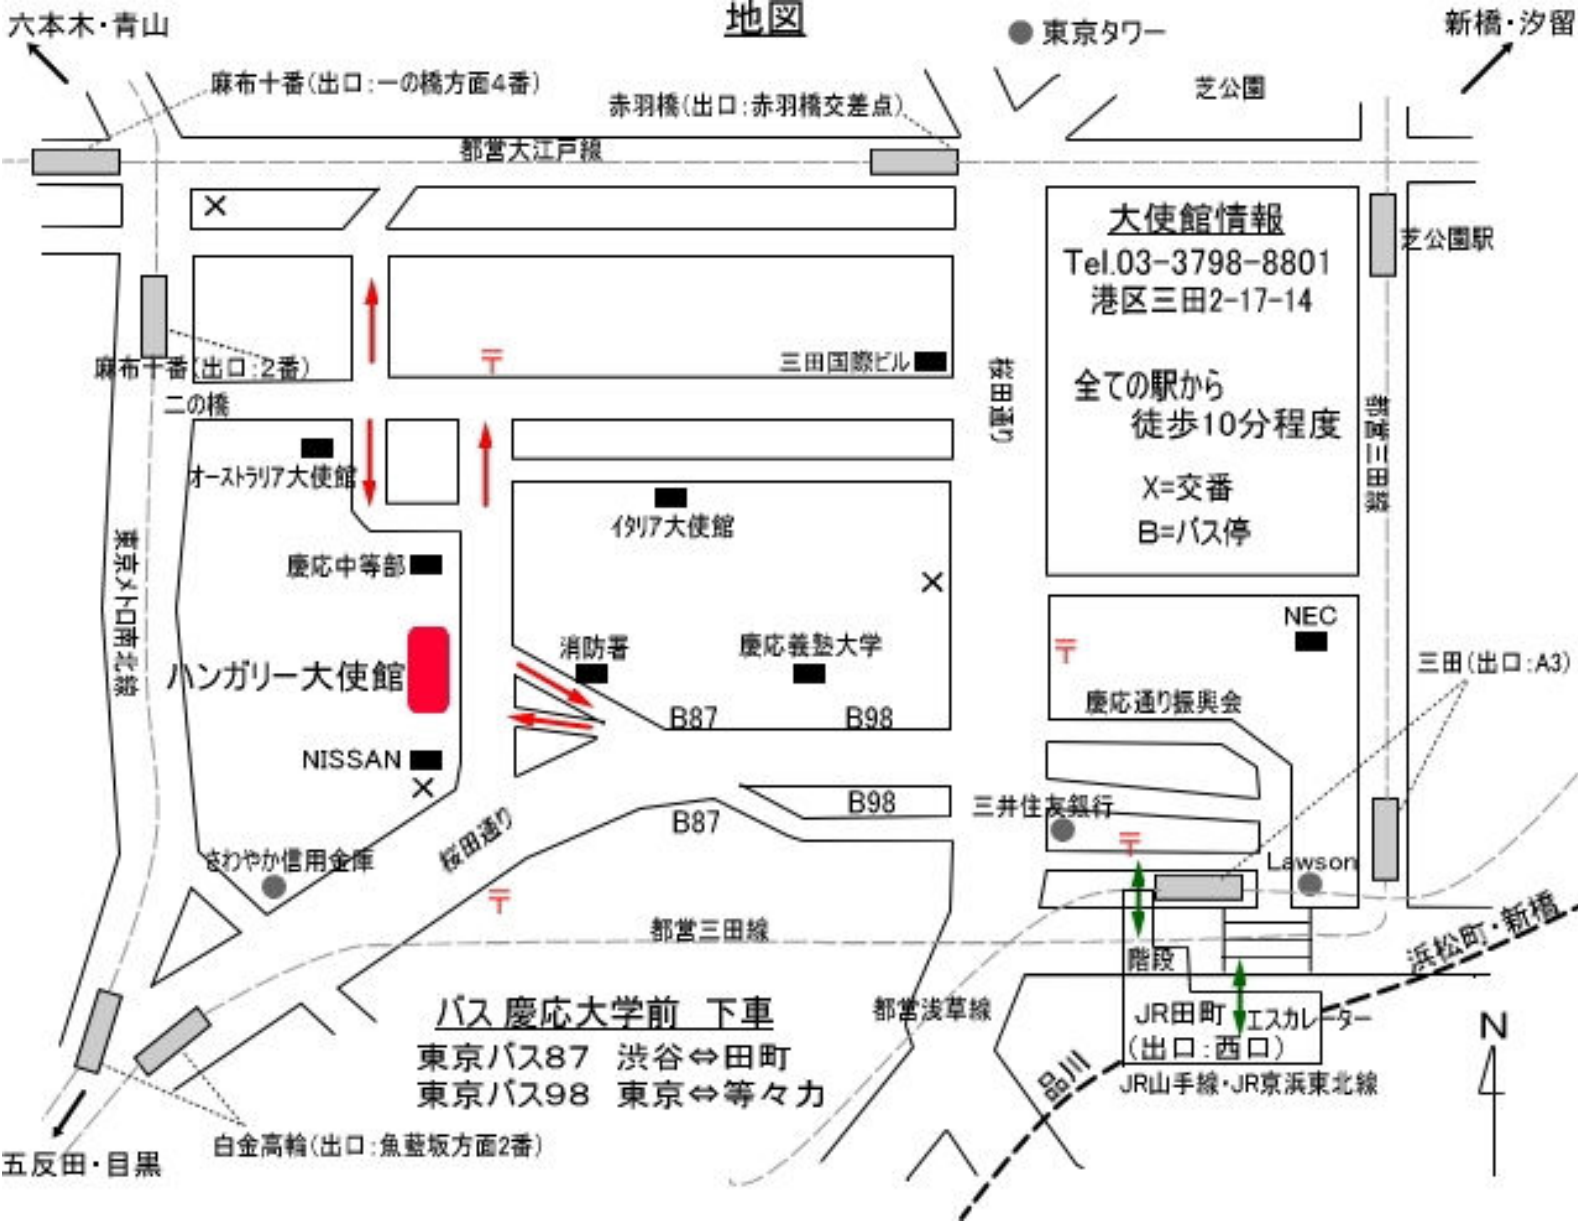 地図
六本木・青山
東京タワー
新橋・汐留
麻布十番(出口:一の橋方面4番)
赤羽橋(出口:赤羽橋交差点)
芝公園
都営大江戸線
X
大使館情報
Tel.03-3798-8801
港区三田2-17-14
全ての駅から
徒歩10分程度
X=交番
B=バス停
芝公園駅
麻布十番(出口:2番)
二の橋
〒
三田国際ビル
桜田通り
都営三田線
オーストラリア大使館
イタリア大使館
慶応中等部
X
東京メトロ南北線
NEC
〒
消防署
慶応義塾大学
ハンガリー大使館
三田(出口:A3)
B87
B98
慶応通り振興会
NISSAN
X
B98
B87
三井住友銀行
〒
桜田通り
さわやか信用金庫
Lawson
〒
都営三田線
階段
浜松町・新橋
バス 慶応大学前 下車
東京バス87 渋谷⇔田町
東京バス98 東京⇔等々力
都営浅草線
JR田町
(出口:西口)
エスカレーター
N
品川
JR山手線・JR京浜東北線
白金高輪(出口:魚藍坂方面2番)
五反田・目黒